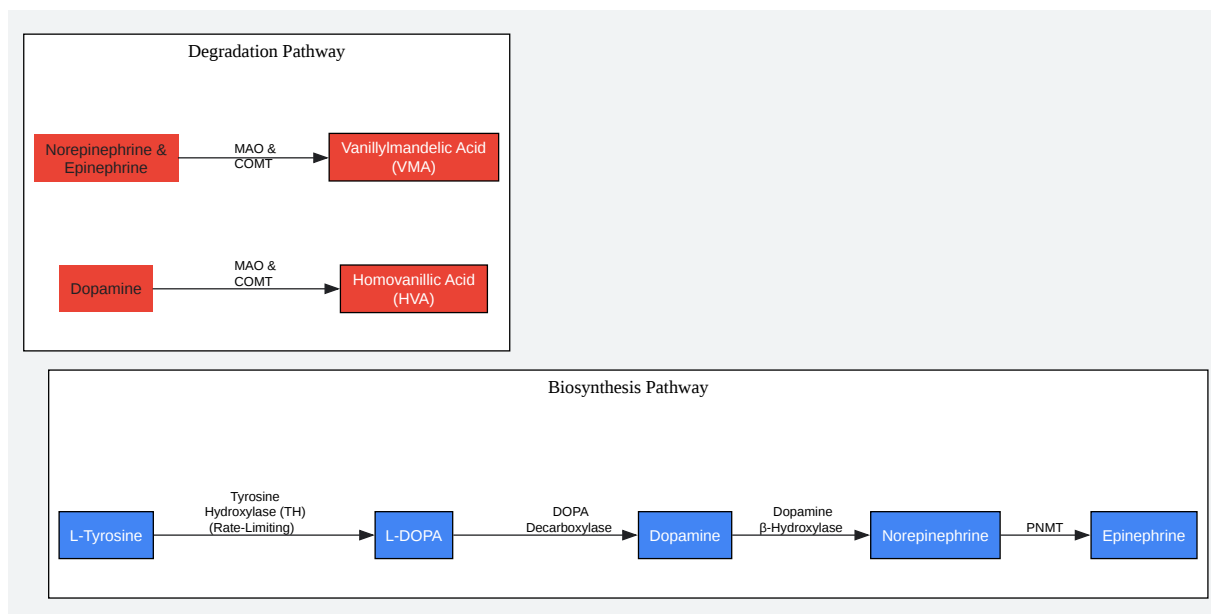 Degradation Pathway
Norepinephrine &
Epinephrine
MAO &
COMT
Vanillylmandelic Acid
(VMA)
Dopamine
MAO &
COMT
Homovanillic Acid
(HVA)
Biosynthesis Pathway
L-Tyrosine
Tyrosine
Hydroxylase (TH)
(Rate-Limiting)
L-DOPA
DOPA
Decarboxylase
Dopamine
Dopamine
β-Hydroxylase
Norepinephrine
PNMT
Epinephrine